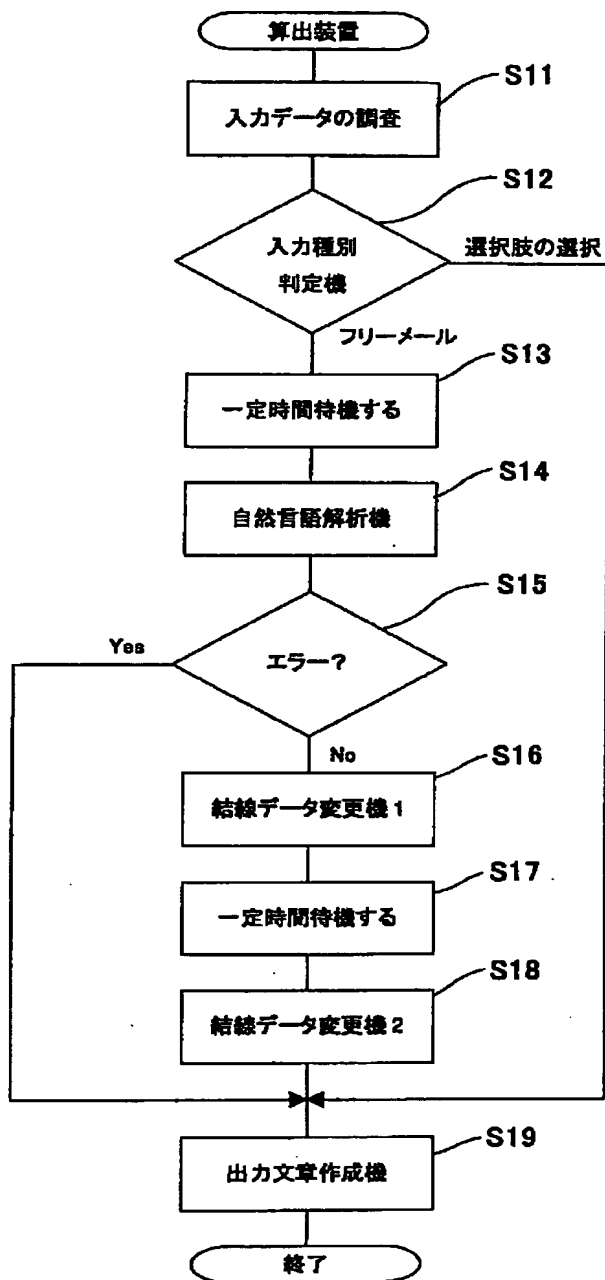 算出装置
S11
入力データの調査
S12
入力種別
判定機
選択肢の選択
フリーメール
S13
一定時間待機する
S14
自然言語解析機
S15
Yes
エラー?
No
S16
結線データ変更機1
S17
一定時間待機する
S18
結線データ変更機2
S19
出力文章作成機
終了